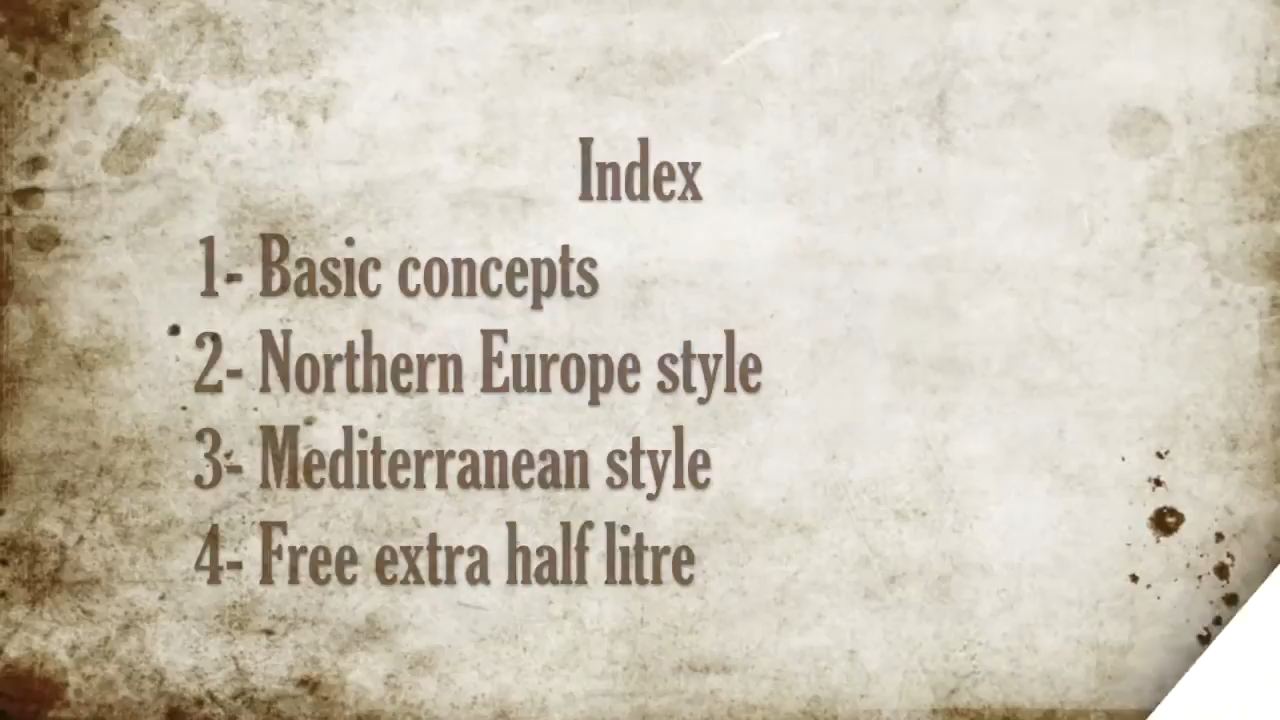 Index
1- Basic concepts
2- Northern Europe style
3- Mediterranean style
4- Free extra half litre